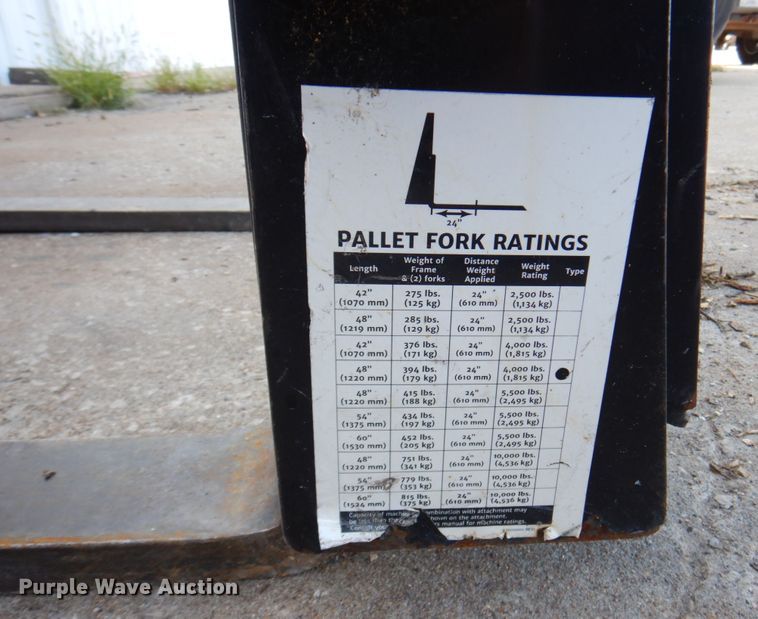 24"
PALLET FORK RATINGS
Length Weight of Frame & (2) forks Distance Weight Applied Weight Rating Type
42" (1070 mm) 275 lbs. (125 kg) 24" (610 mm) 2,500 lbs. (1,134 kg)
48" (1219 mm) 285 lbs. (129 kg) 24" (610 mm) 2,500 lbs. (1,134 kg)
42" (1070 mm) 376 lbs. (171 kg) 24" (610 mm) 4,000 lbs. (1,815 kg)
48" (1220 mm) 394 lbs. (179 kg) 24" (610 mm) 4,000 lbs. (1,815 kg)
48" (1220 mm) 415 lbs. (188 kg) 24" (610 mm) 5,500 lbs. (2,495 kg)
54" (1375 mm) 434 lbs. (197 kg) 24" (610 mm) 5,500 lbs. (2,495 kg)
60" (1530 mm) 452 lbs. (205 kg) 24" (610 mm) 5,500 lbs. (2,495 kg)
48" (1220 mm) 751 lbs. (341 kg) 24" (610 mm) 10,000 lbs. (4,536 kg)
54" (1375 mm) 779 lbs. (353 kg) 24" (610 mm) 10,000 lbs. (4,536 kg)
60" (1524 mm) 815 lbs. (375 kg) 24" (610 mm) 10,000 lbs. (4,536 kg)
Capacity of machine combination with attachment may
be less than the shown on the attachment.
manual for machine ratings.
Purple Wave Auction